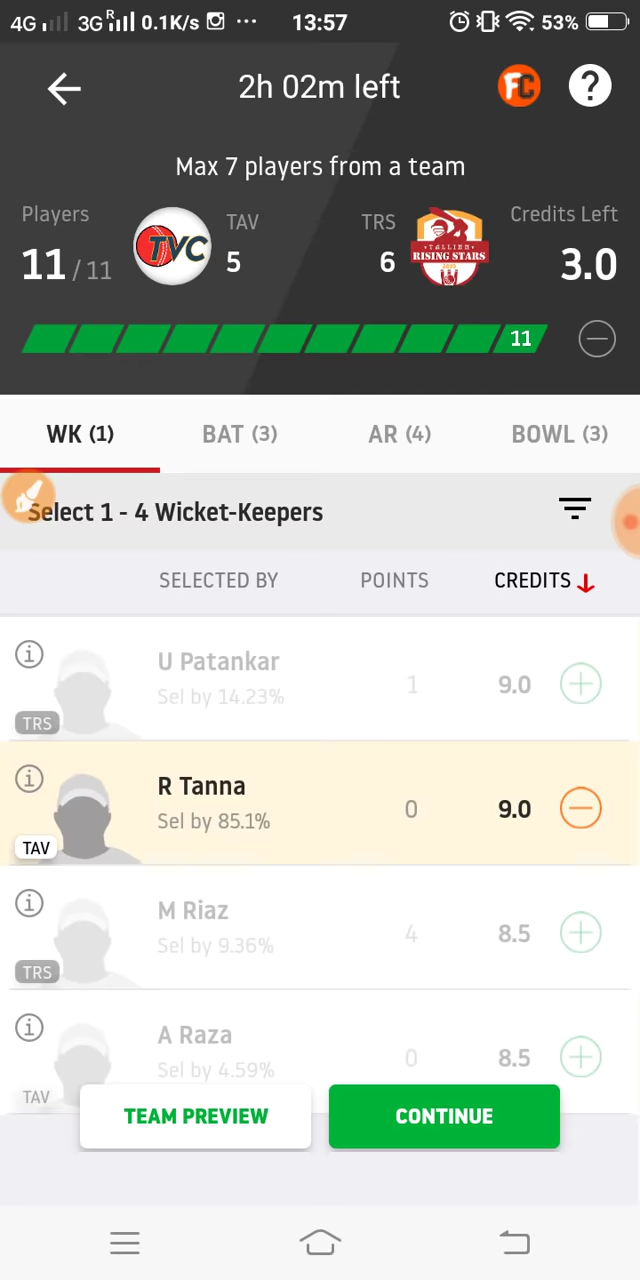 4G 3G R 0.1K/s ... 13:57 53%
2h 02m left FC ?
Max 7 players from a team
Players TAV TRS Credits Left
11 / 11 TVC 5 6 TALLINN RISING STARS 3.0
11
WK (1) BAT (3) AR (4) BOWL (3)
Select 1 - 4 Wicket-Keepers
SELECTED BY POINTS CREDITS
i U Patankar
Sel by 14.23% 1 9.0
TRS
i R Tanna
Sel by 85.1% 0 9.0
TAV
i M Riaz
Sel by 9.36% 4 8.5
TRS
i A Raza
Sel by 4.59% 0 8.5
TAV
TEAM PREVIEW CONTINUE